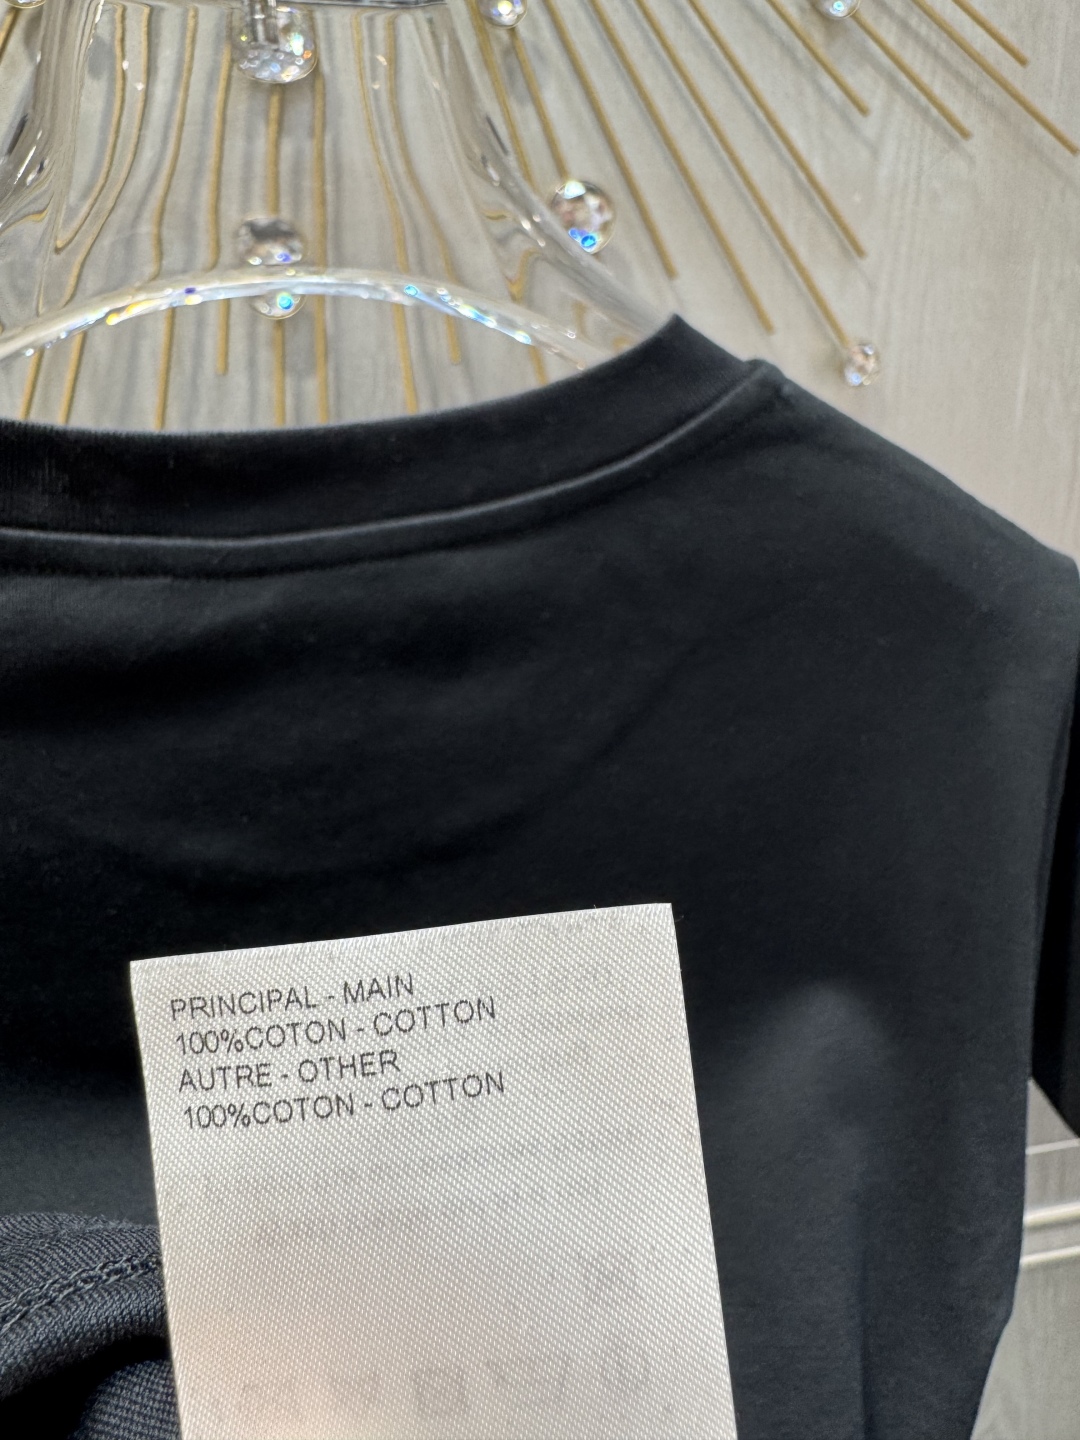 PRINCIPAL - MAIN
100%COTON - COTTON
AUTRE - OTHER
100%COTON - COTTON